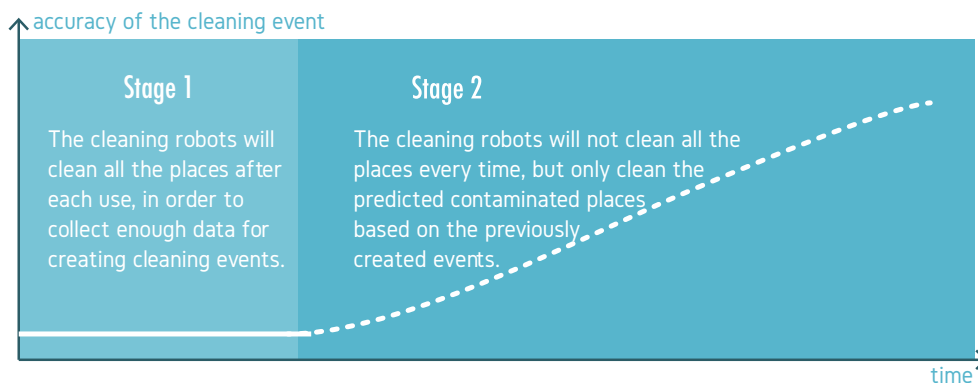 accuracy of the cleaning event
Stage 1
The cleaning robots will
clean all the places after
each use, in order to
collect enough data for
creating cleaning events.
Stage 2
The cleaning robots will not clean all the
places every time, but only clean the
predicted contaminated places
based on the previously
created events.
time